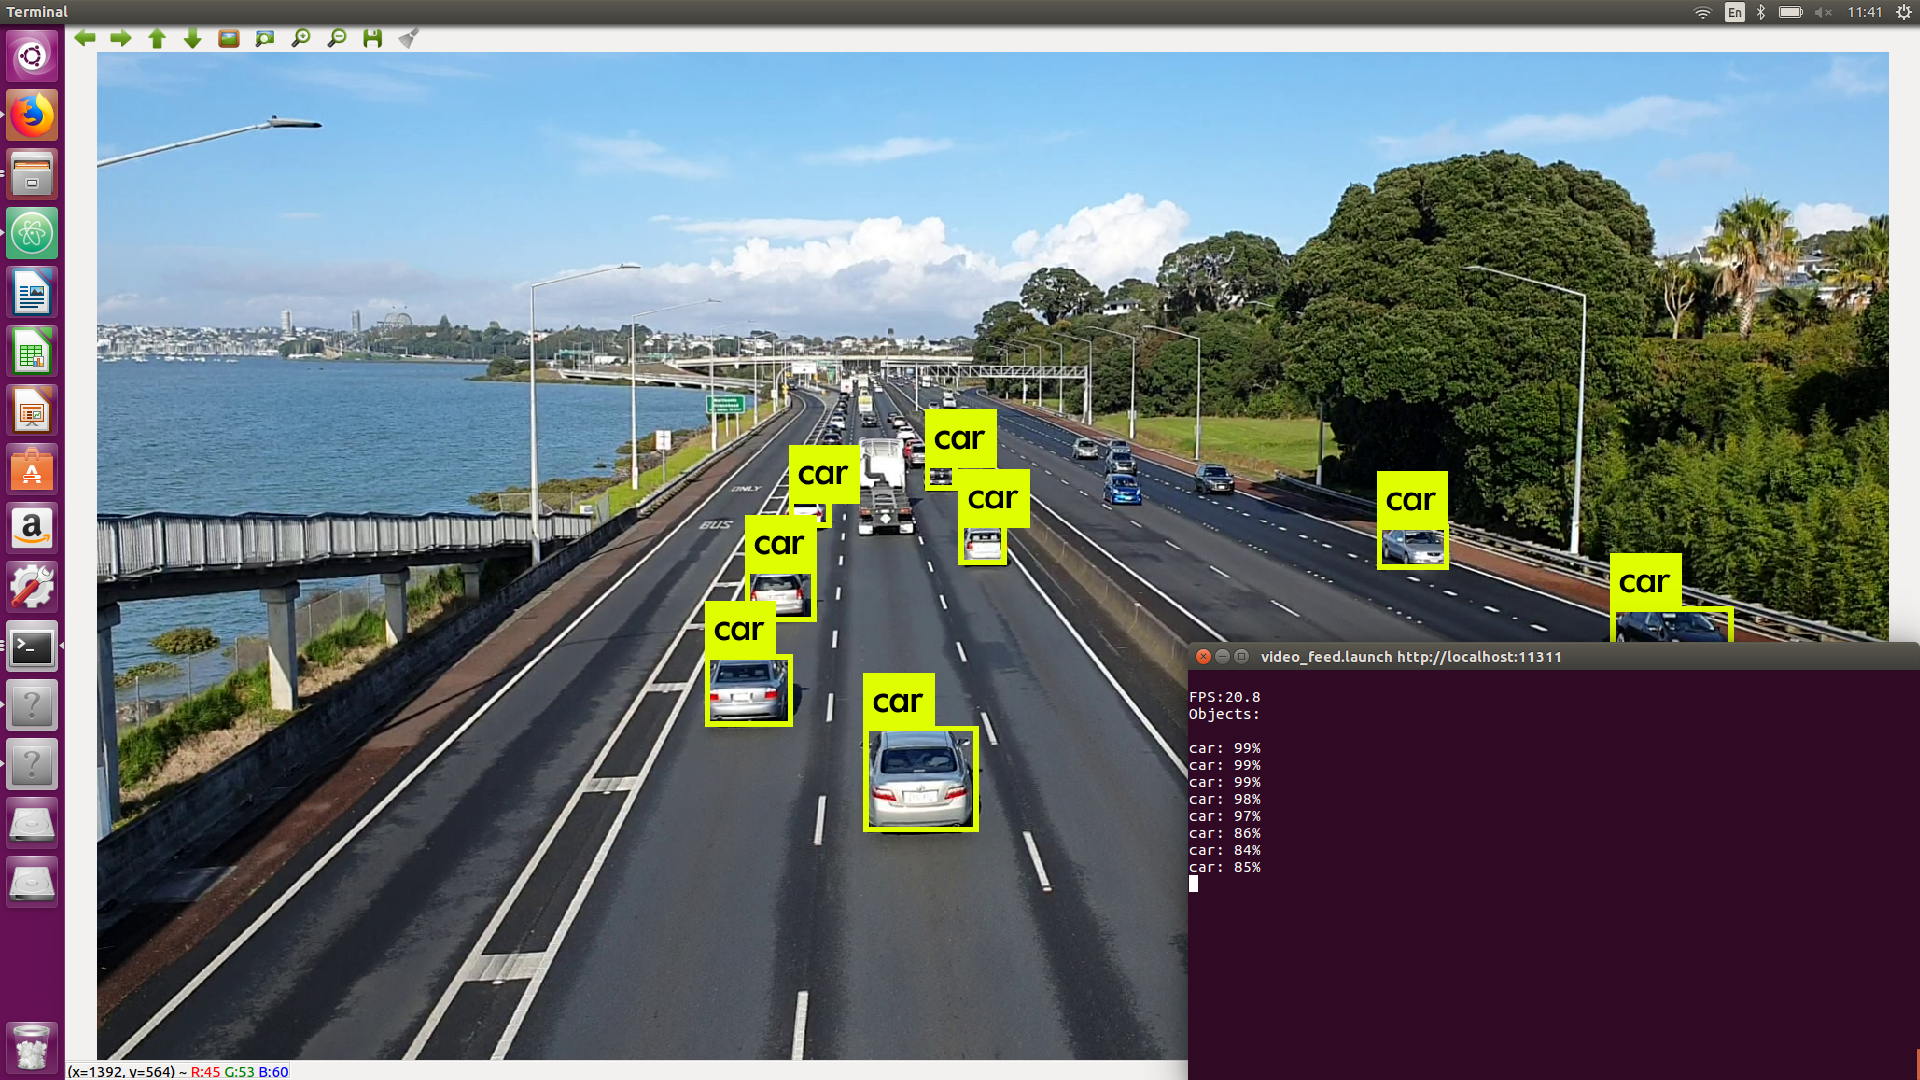 Terminal
En
11:41
car
car
car
car
car
car
car
car
ONLY
BUS
video_feed.launch http://localhost:11311
FPS:20.8
Objects:
car: 99%
car: 99%
car: 99%
car: 98%
car: 97%
car: 86%
car: 84%
car: 85%
(x=1392, y=564) ~ R:45 G:53 B:60